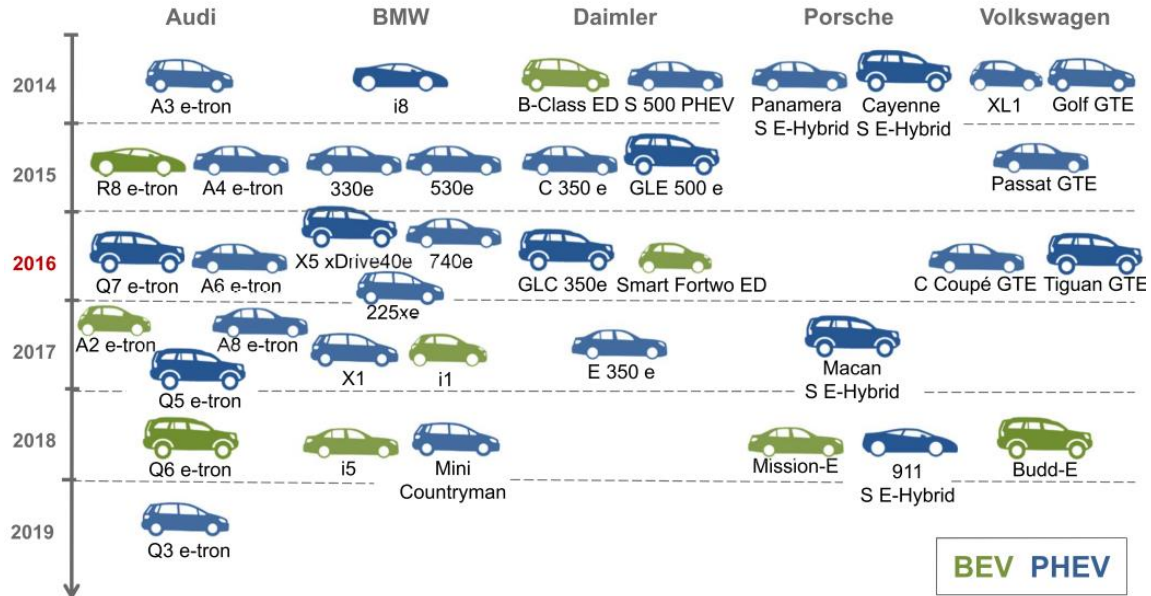 Audi BMW Daimler Porsche Volkswagen
2014
A3 e-tron i8 B-Class ED S 500 PHEV Panamera Cayenne XL1 Golf GTE
S E-Hybrid S E-Hybrid
2015
R8 e-tron A4 e-tron 330e 530e C 350 e GLE 500 e Passat GTE
2016
X5 xDrive40e 740e
Q7 e-tron A6 e-tron GLC 350e Smart Fortwo ED C Coupé GTE Tiguan GTE
225xe
2017
A2 e-tron A8 e-tron
X1 i1 E 350 e Macan
S E-Hybrid
Q5 e-tron
2018
Q6 e-tron i5 Mini Mission-E 911 Budd-E
Countryman S E-Hybrid
2019
Q3 e-tron
BEV PHEV